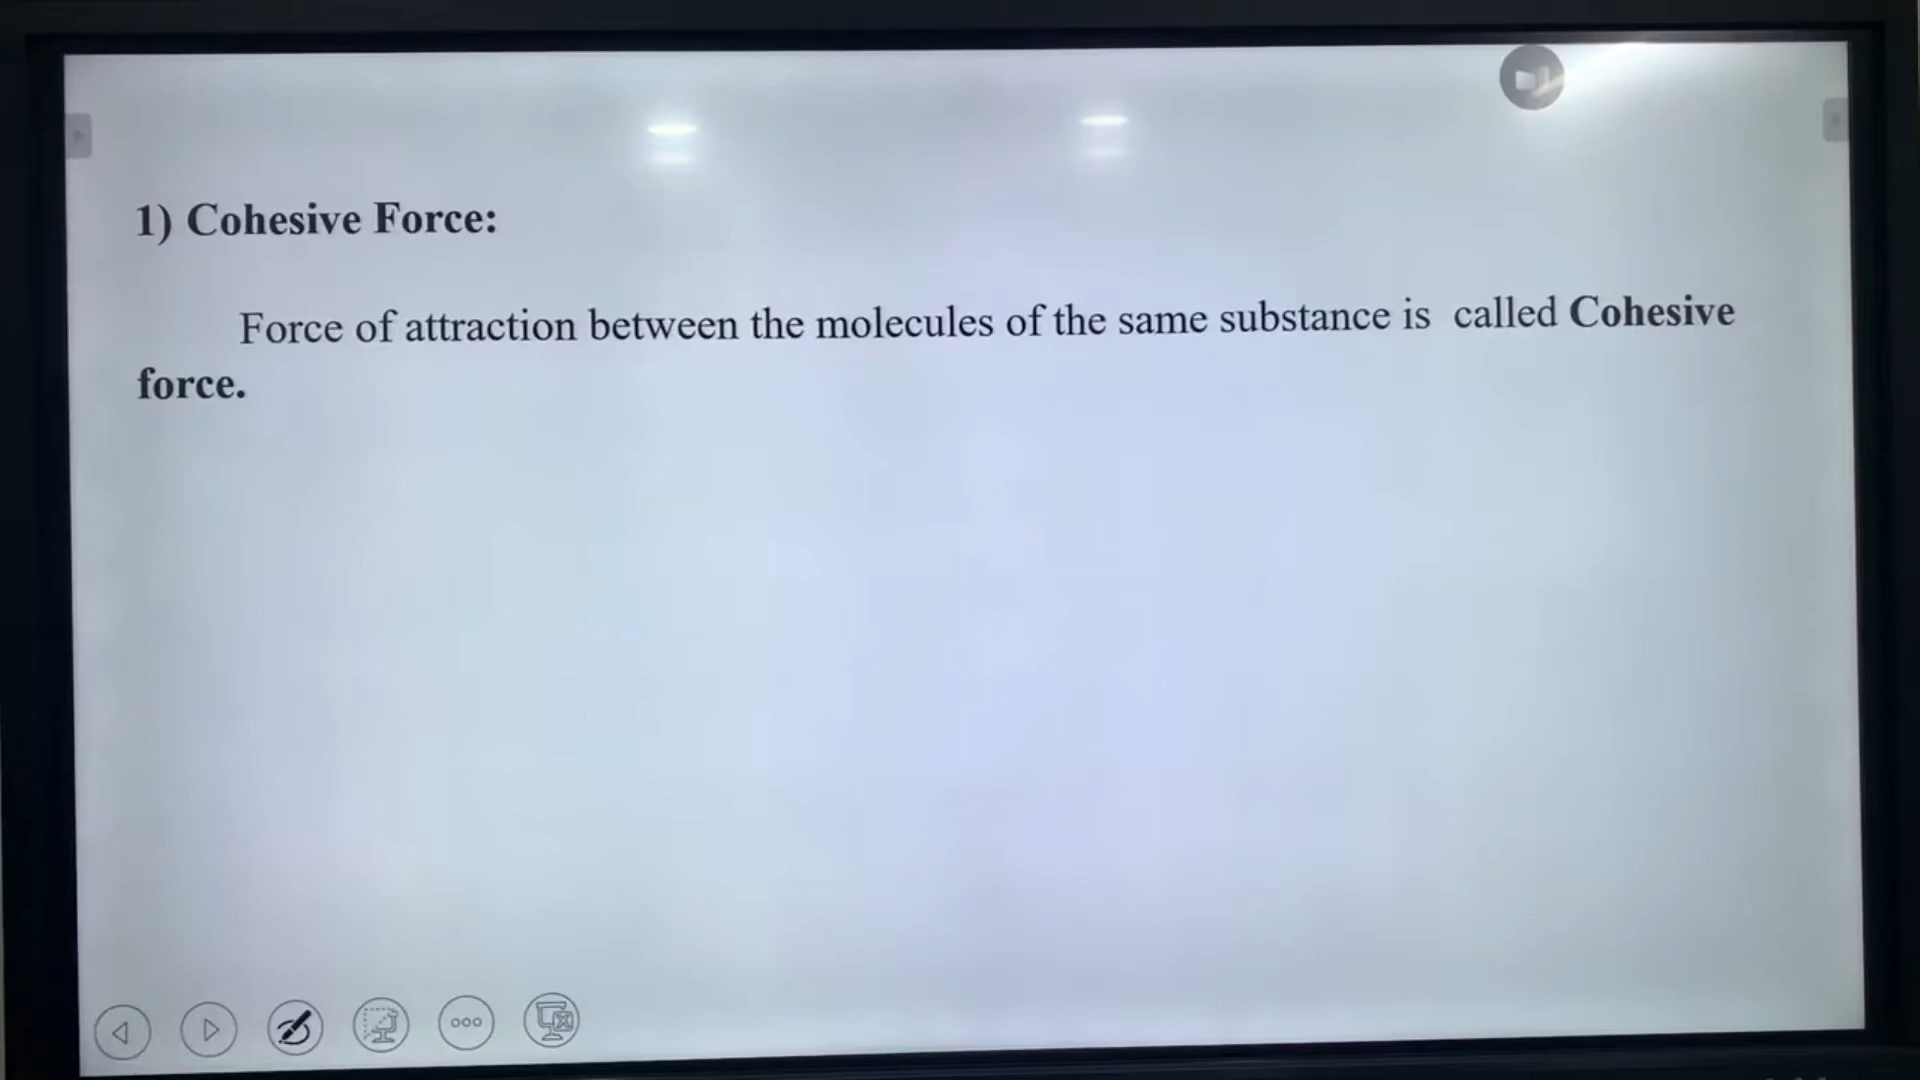 1) Cohesive Force:
Force of attraction between the molecules of the same substance is called Cohesive
force.